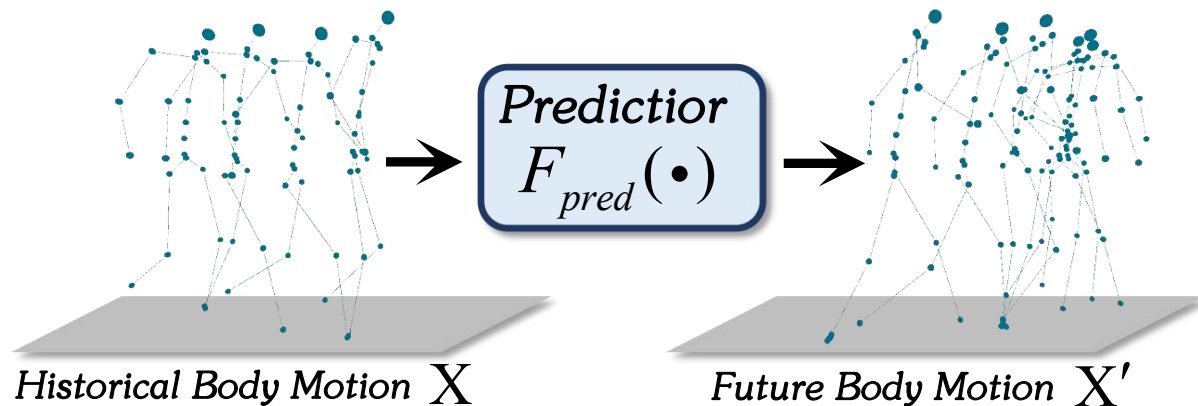 Predictior
F_pred(•)
Historical Body Motion X
Future Body Motion X′